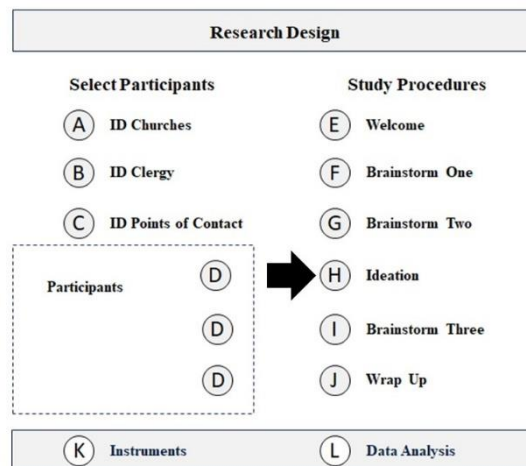 Research Design
Select Participants
A ID Churches
B ID Clergy
C ID Points of Contact
Participants
D
D
D
Study Procedures
E Welcome
F Brainstorm One
G Brainstorm Two
H Ideation
I Brainstorm Three
J Wrap Up
K Instruments
L Data Analysis